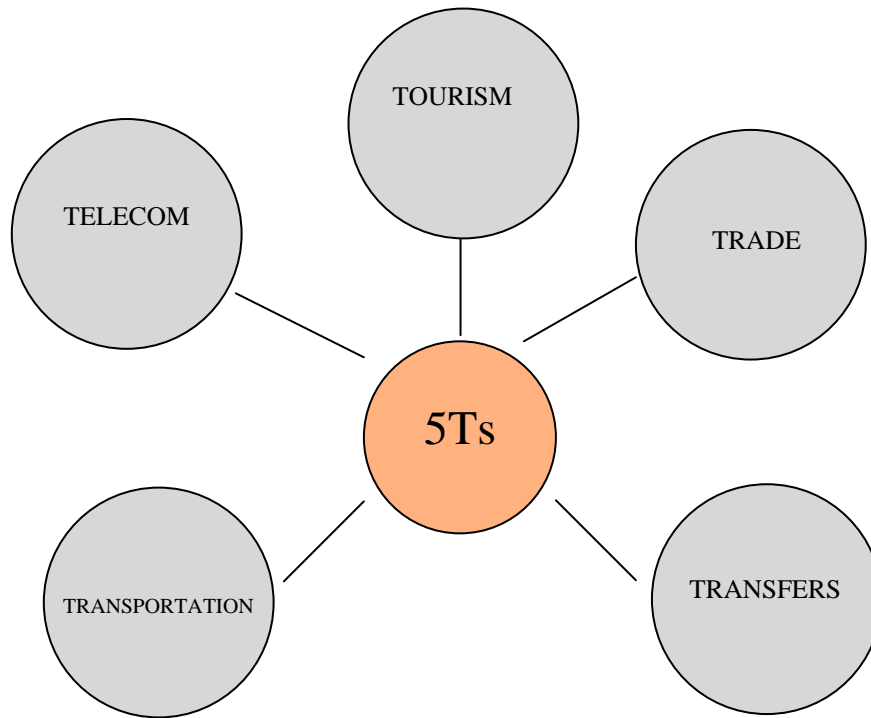 TOURISM
TELECOM
TRADE
5Ts
TRANSPORTATION
TRANSFERS